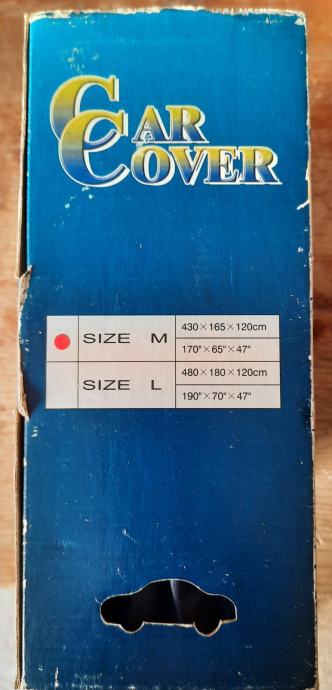 CAR
COVER
SIZE M 430×165×120cm
170"×65"×47"
SIZE L 480×180×120cm
190"×70"×47"